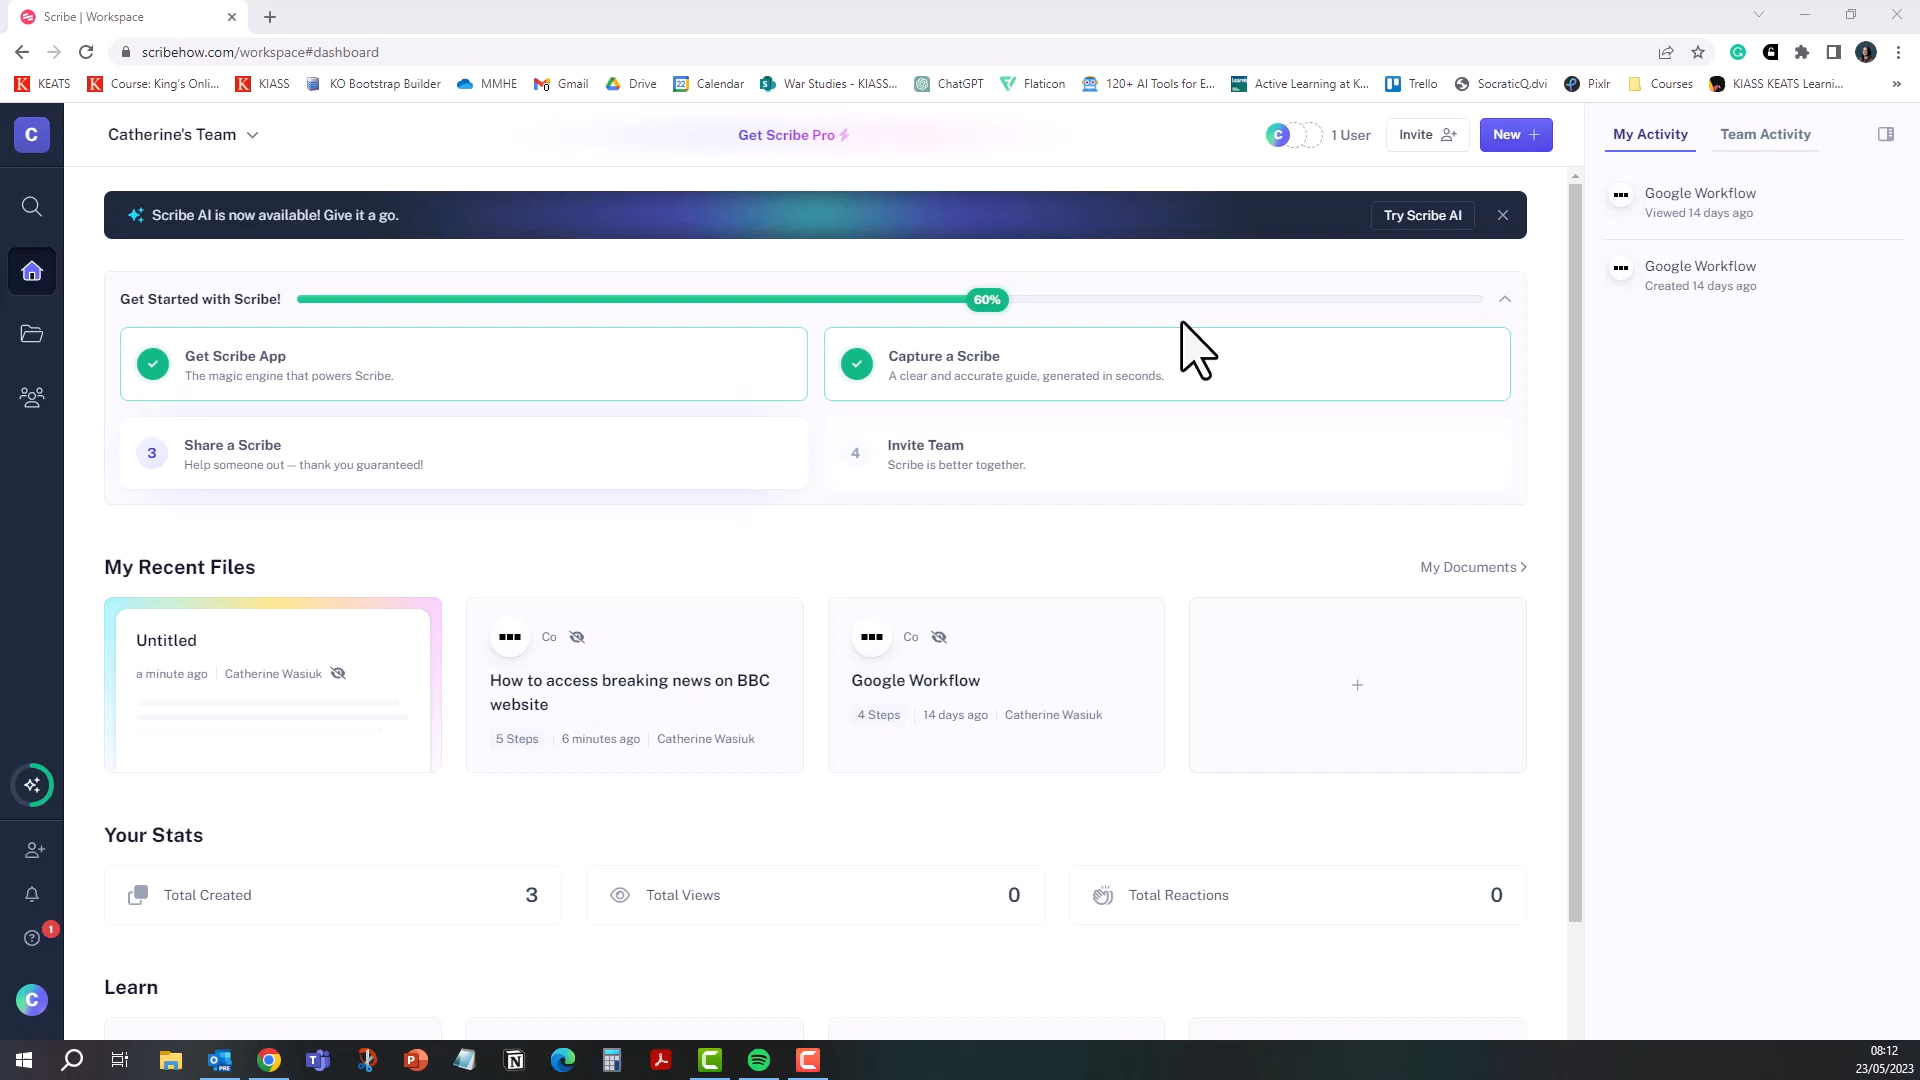 Scribe | Workspace
scribehow.com/workspace#dashboard
KEATS
Course: King's Onli...
KIASS
KO Bootstrap Builder
MMHE
Gmail
Drive
22
Calendar
War Studies - KIASS...
ChatGPT
Flaticon
120+ AI Tools for E...
Active Learning at K...
Trello
SocraticQ.dvi
Pixlr
Courses
KIASS KEATS Learni...
»
C
Catherine's Team
Get Scribe Pro
C
1 User
Invite
New +
My Activity
Team Activity
Scribe AI is now available! Give it a go.
Try Scribe AI
Google Workflow
Viewed 14 days ago
Google Workflow
Created 14 days ago
Get Started with Scribe!
60%
Get Scribe App
The magic engine that powers Scribe.
Capture a Scribe
A clear and accurate guide, generated in seconds.
3
Share a Scribe
Help someone out — thank you guaranteed!
4
Invite Team
Scribe is better together.
My Recent Files
My Documents >
Untitled
a minute ago
Catherine Wasiuk
Co
How to access breaking news on BBC
website
5 Steps
6 minutes ago
Catherine Wasiuk
Co
Google Workflow
4 Steps
14 days ago
Catherine Wasiuk
+
Your Stats
Total Created
3
Total Views
0
Total Reactions
0
1
Learn
C
08:12
23/05/2023